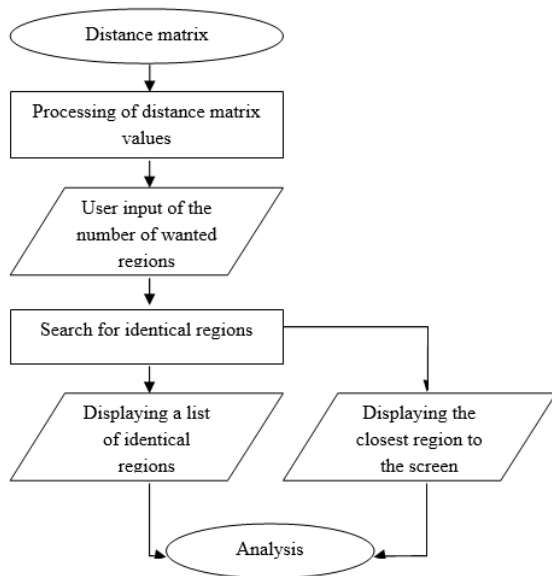 Distance matrix
Processing of distance matrix
values
User input of the
number of wanted
regions
Search for identical regions
Displaying a list
of identical
regions
Displaying the
closest region to
the screen
Analysis